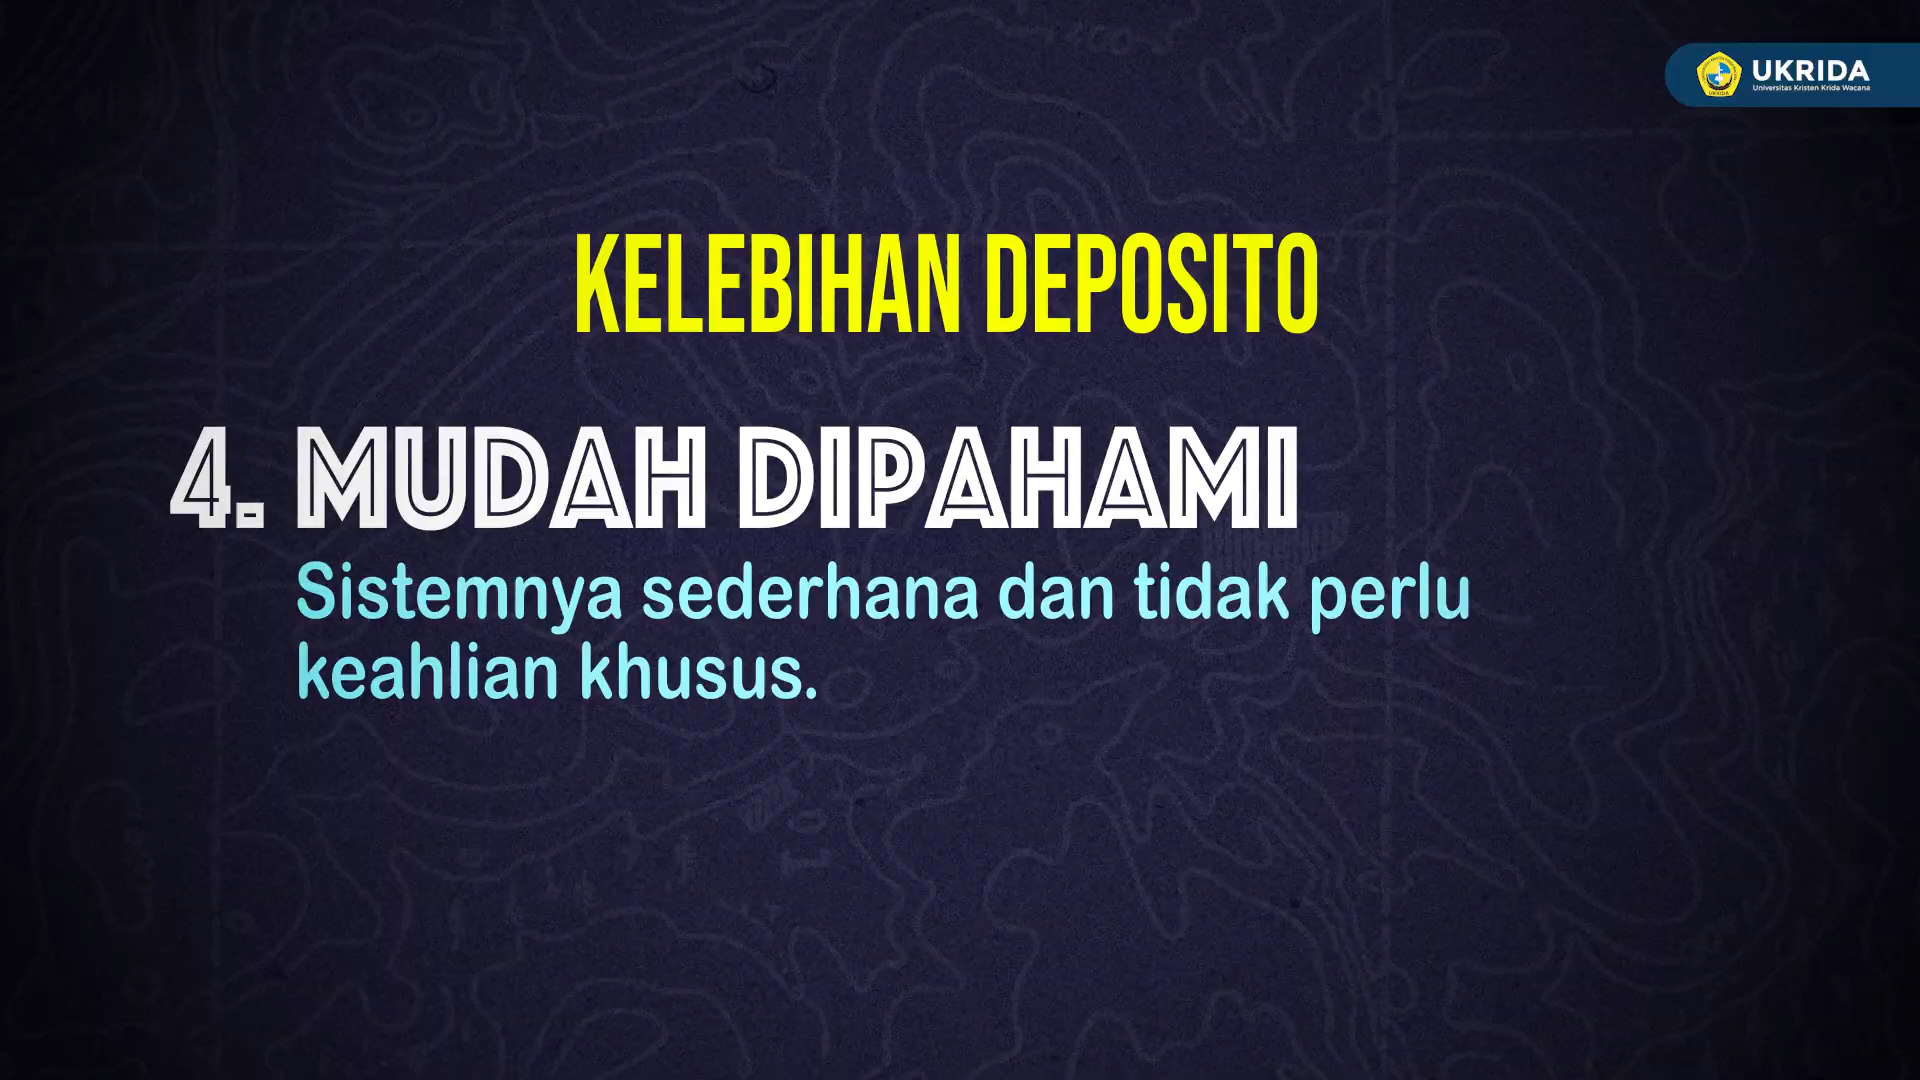 UKRIDA
Universitas Kristen Krida Wacana
KELEBIHAN DEPOSITO
4. MUDAH DIPAHAMI
Sistemnya sederhana dan tidak perlu
keahlian khusus.